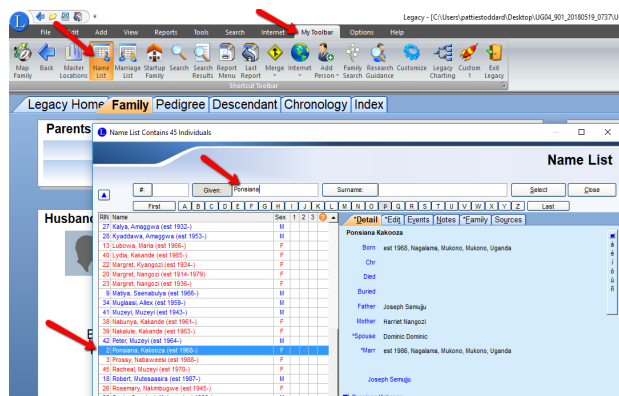 Legacy - [C:\Users\pattiestoddard\Desktop\UG04_901_20180519_0737\U
File Edit Add View Reports Tools Search Internet My Toolbar Options Help
Map Family Back Master Locations Name List Marriage List Startup Family Search Search Results Report Menu Last Report Merge Internet Add Person Family Search Research Guidance Customize Legacy Charting Custom 1 Exit Legacy
Shortcut Toolbar
Legacy Home Family Pedigree Descendant Chronology Index
Parents
Name List Contains 45 Individuals
Name List
#: Given: Ponsiana Surname: Select Close
First A B C D E F G H I J K L M N O P Q R S T U V W X Y Z Last
Husban
RIN Name Sex 1 2 3
27 Kalya, Amaggwa (est 1932-) M
28 Kyaddawa, Amaggwa (est 1953-) M
13 Lubowa, Maria (est 1966-) F
40 Lydia, Kakande (est 1965-) F
22 Margret, Kyangozi (est 1934-) F
20 Margret, Nangozi (est 1914-1979) F
23 Margret, Nangozi (est 1936-) F
9 Matiya, Ssenabulya (est 1966-) M
34 Muglaasi, Allex (est 1959-) M
41 Muzeyi, Muzeyi (est 1943-) M
38 Nabunya, Kakande (est 1961-) F
39 Nakalule, Kakande (est 1963-) F
42 Peter, Muzeyi (est 1964-) M
2 Ponsiana, Kakooza (est 1968-) F
3 Prossy, Nabaweesi (est 1988-) F
45 Racheal, Muzeyi (est 1970-) F
18 Robert, Mutesaasira (est 1987-) M
26 Rosemary, Nakimbugwe (est 1945-) F
*Detail *Edit Events Notes *Family Sources
Ponsiana Kakooza
Born est 1968, Nagalama, Mukono, Mukono, Uganda
Chr
Died
Buried
Father Joseph Semujju
Mother Harriet Nangozi
*Spouse Dominic Dominic
*Marr est 1986, Nagalama, Mukono, Mukono, Uganda
Joseph Semujju
á
é
í
ó
ú
ñ